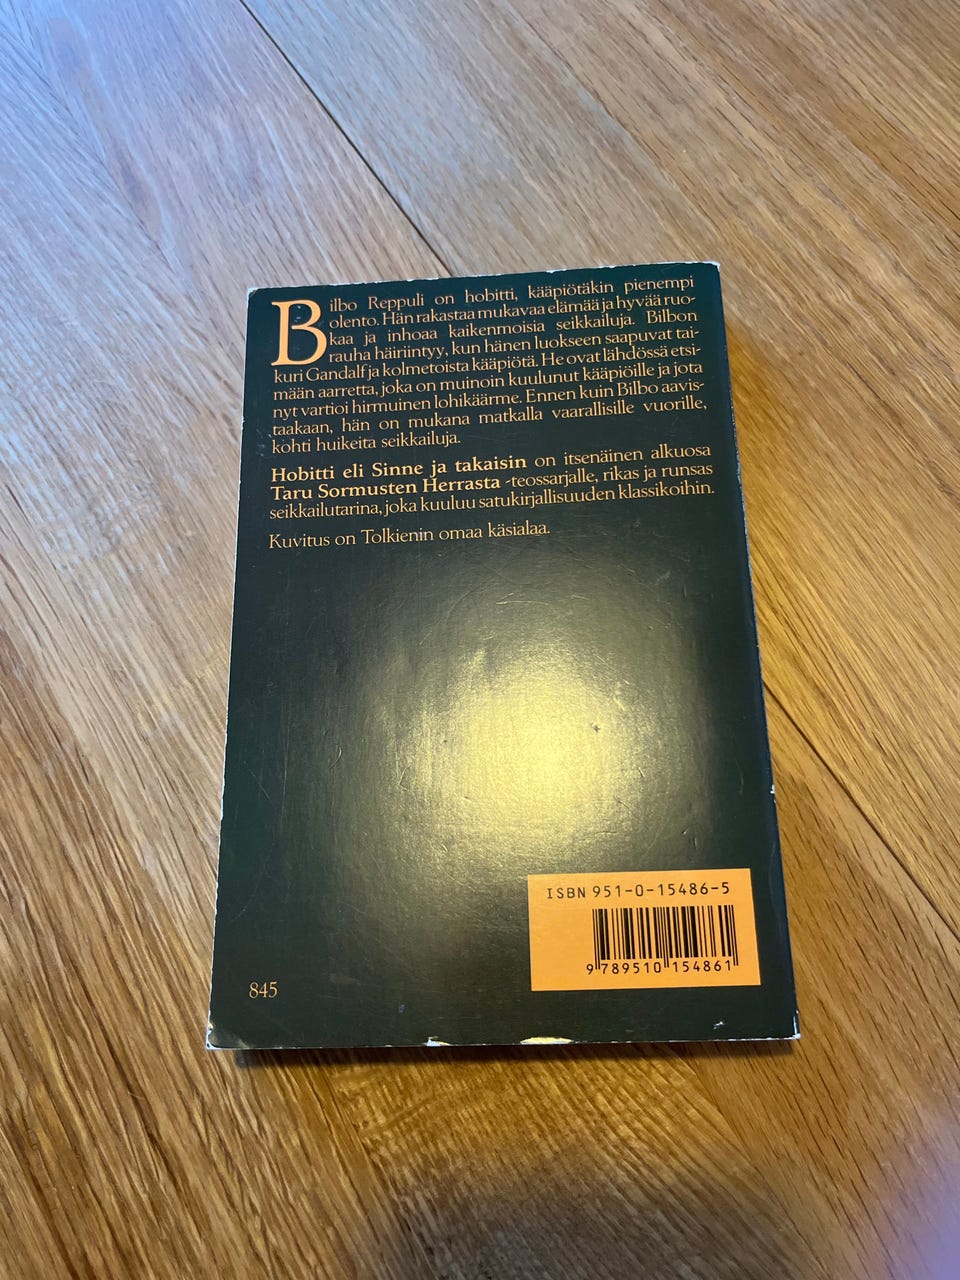 Bilbo Reppuli on hobitti, kääpiötäkin pienempi
olento. Hän rakastaa mukavaa elämää ja hyvää ruo-
kaa ja inhoaa kaikenmoisia seikkailuja. Bilbon
rauha häiriintyy, kun hänen luokseen saapuvat tai-
kuri Gandalf ja kolmetoista kääpiötä. He ovat lähdössä etsi-
mään aarretta, joka on muinoin kuulunut kääpiöille ja jota
nyt vartioi hirmuinen lohikäärme. Ennen kuin Bilbo aavis-
taakaan, hän on mukana matkalla vaarallisille vuorille,
kohti huikeita seikkailuja.
Hobitti eli Sinne ja takaisin on itsenäinen alkuosa
Taru Sormusten Herrasta -teossarjalle, rikas ja runsas
seikkailutarina, joka kuuluu satukirjallisuuden klassikoihin.
Kuvitus on Tolkienin omaa käsialaa.
ISBN 951-0-15486-5
9 789510 154861
845